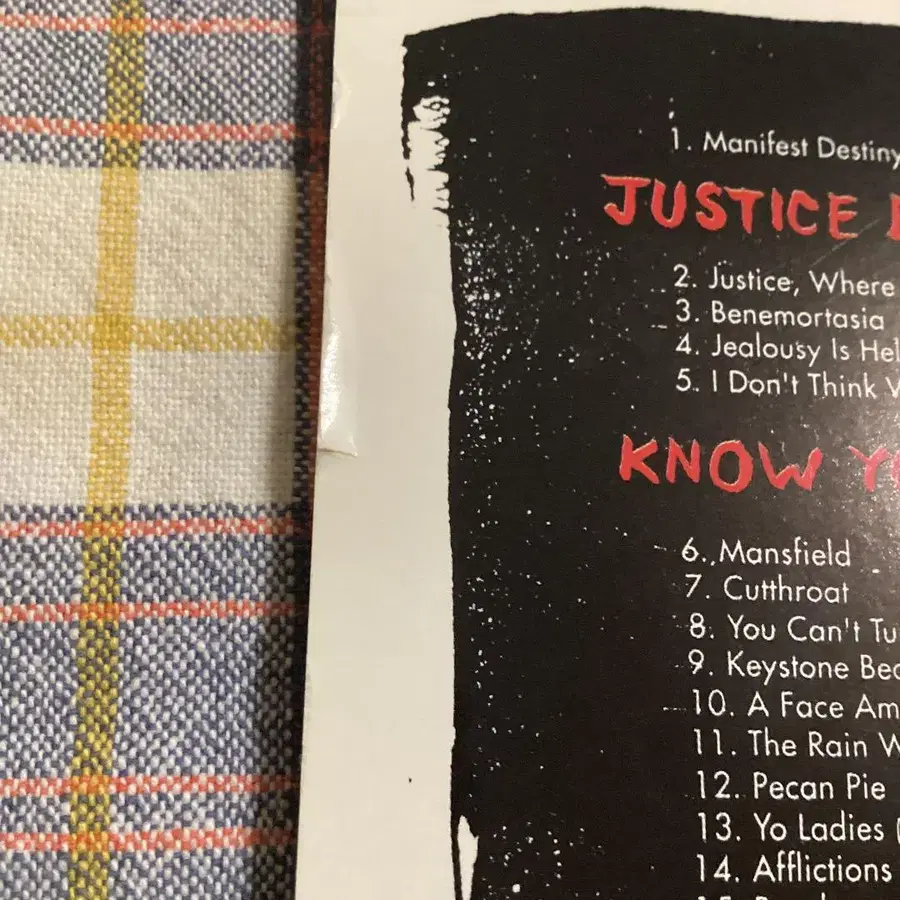 1. Manifest Destiny
JUSTICE
2. Justice, Where
3. Benemortasia
4. Jealousy Is Hel
5. I Don't Think
KNOW
6. Mansfield
7. Cutthroat
8. You Can't Tu
9. Keystone
10. A Face Am
11. The Rain
12. Pecan Pie
13. Yo Ladies
14. Afflictions